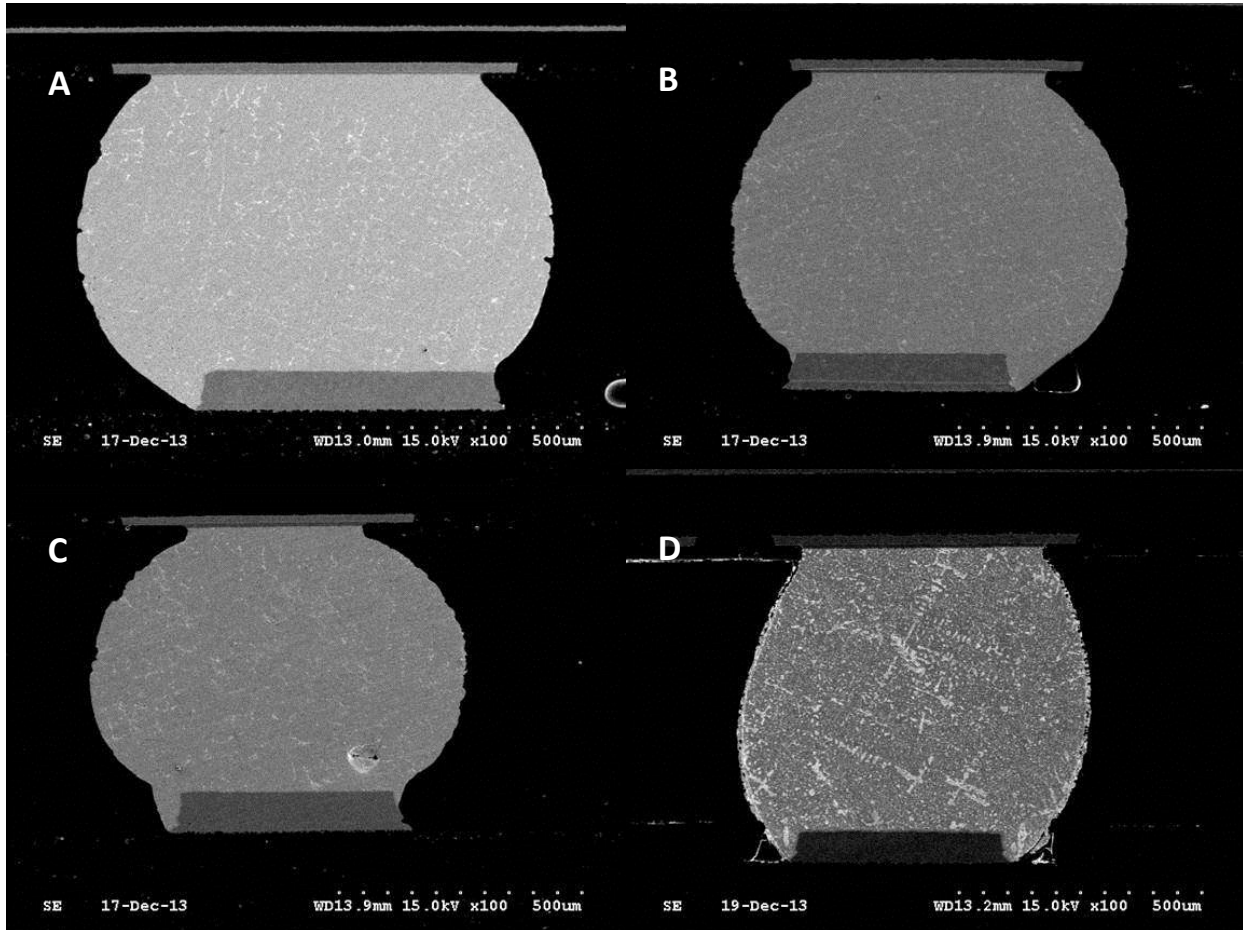 A
SE 17-Dec-13 WD13.0mm 15.0kV x100 500um
B
SE 17-Dec-13 WD13.9mm 15.0kV x100 500um
C
SE 17-Dec-13 WD13.9mm 15.0kV x100 500um
D
SE 19-Dec-13 WD13.2mm 15.0kV x100 500um